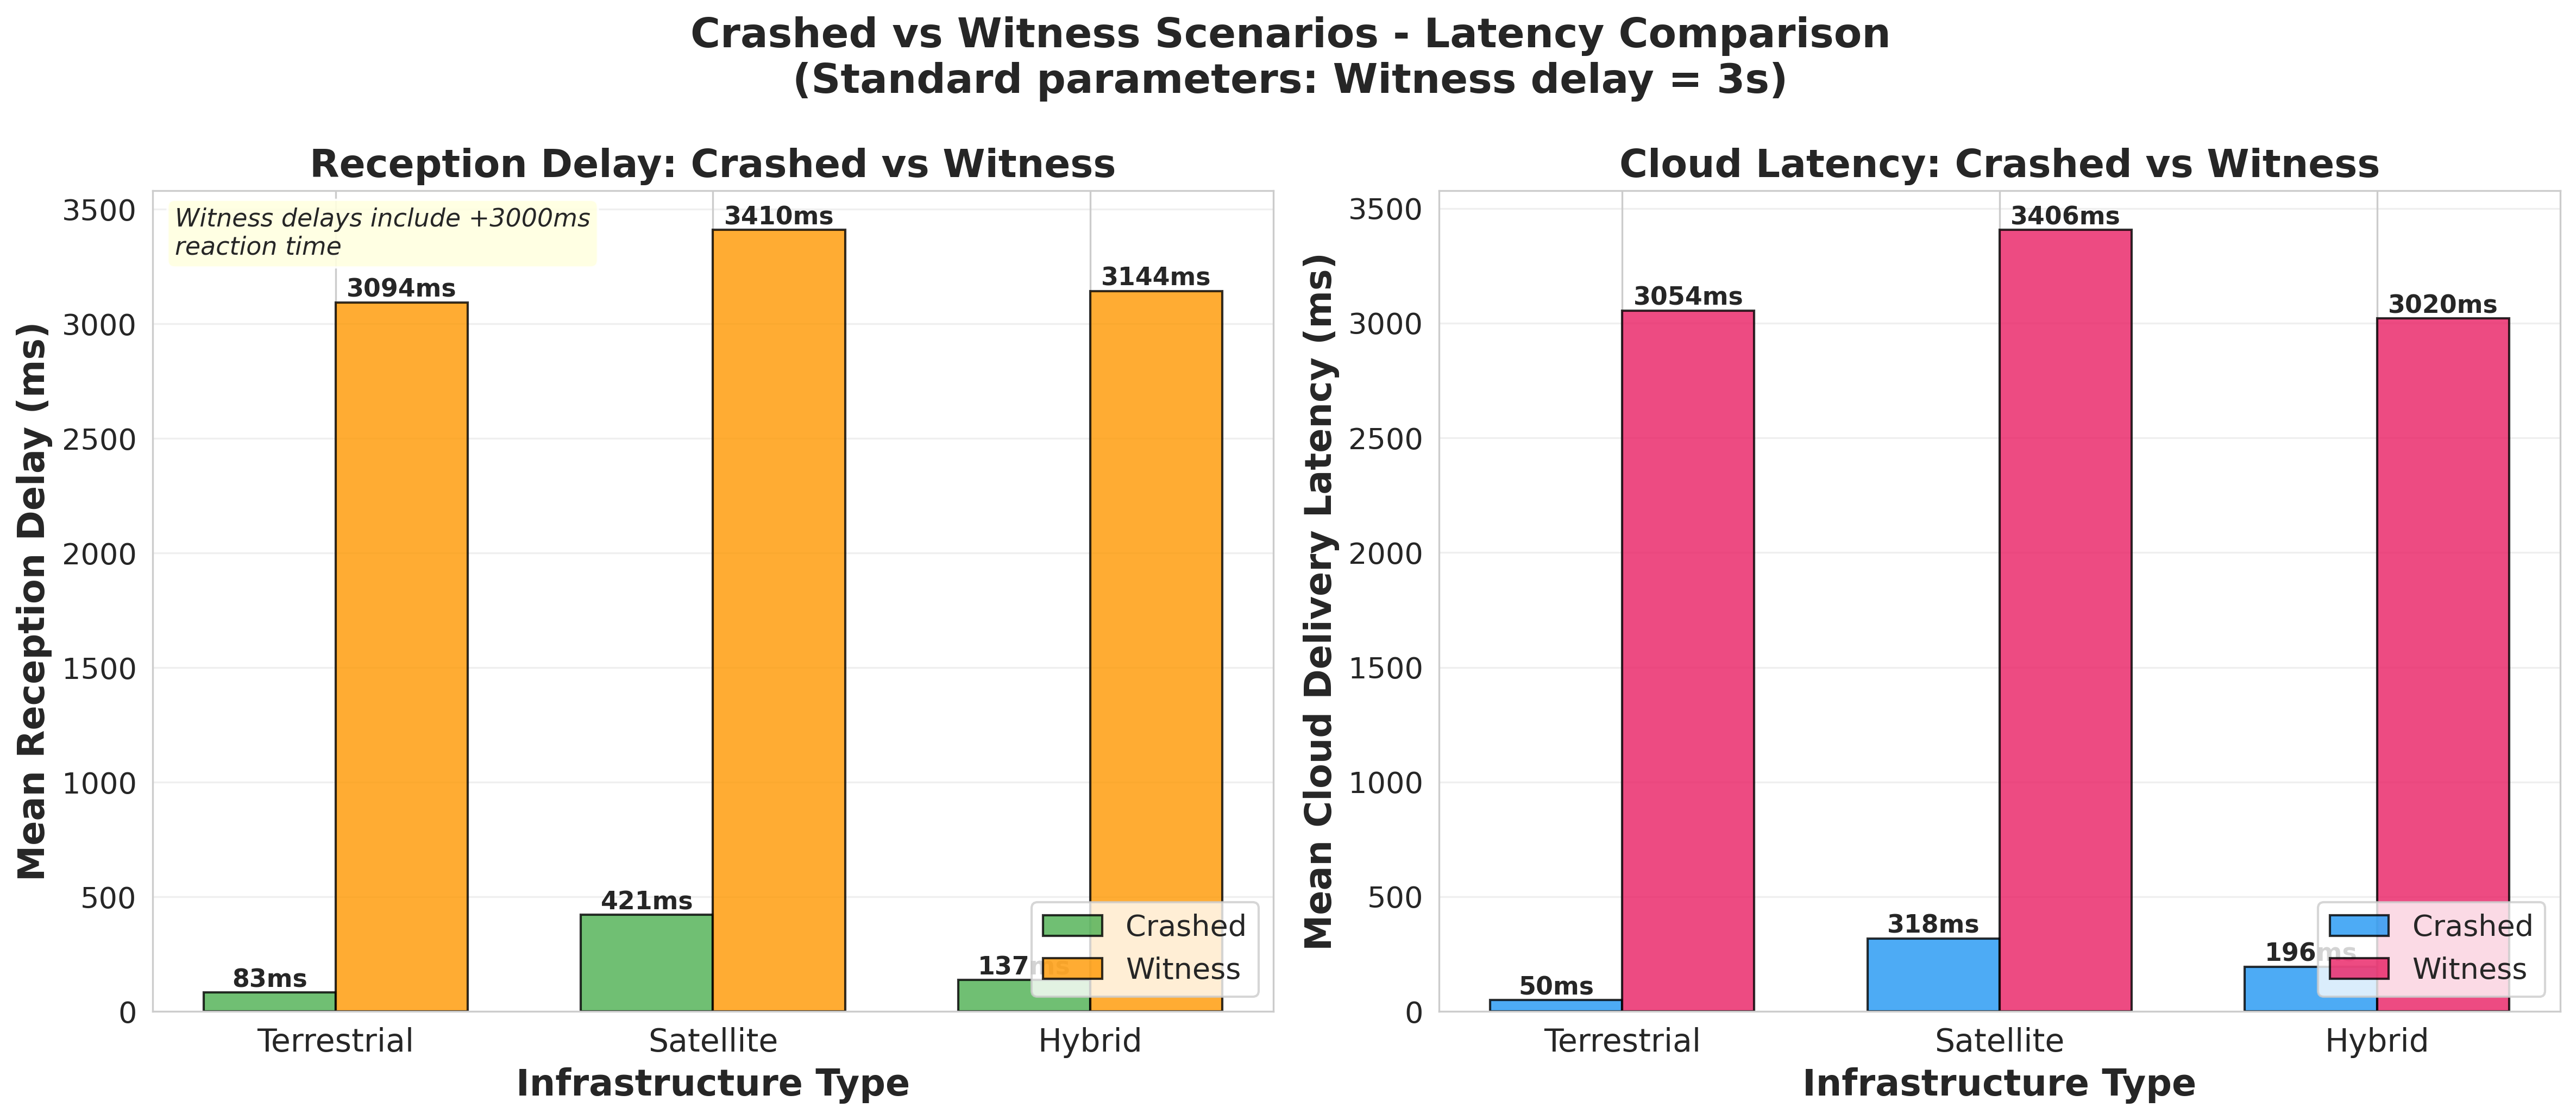 Crashed vs Witness Scenarios - Latency Comparison
(Standard parameters: Witness delay = 3s)
Reception Delay: Crashed vs Witness
Mean Reception Delay (ms)
3500
3000
2500
2000
1500
1000
500
0
Witness delays include +3000ms
reaction time
3094ms
3410ms
3144ms
83ms
421ms
137ms
Crashed
Witness
Terrestrial
Satellite
Hybrid
Infrastructure Type
Cloud Latency: Crashed vs Witness
Mean Cloud Delivery Latency (ms)
3500
3000
2500
2000
1500
1000
500
0
3054ms
3406ms
3020ms
50ms
318ms
196ms
Crashed
Witness
Terrestrial
Satellite
Hybrid
Infrastructure Type